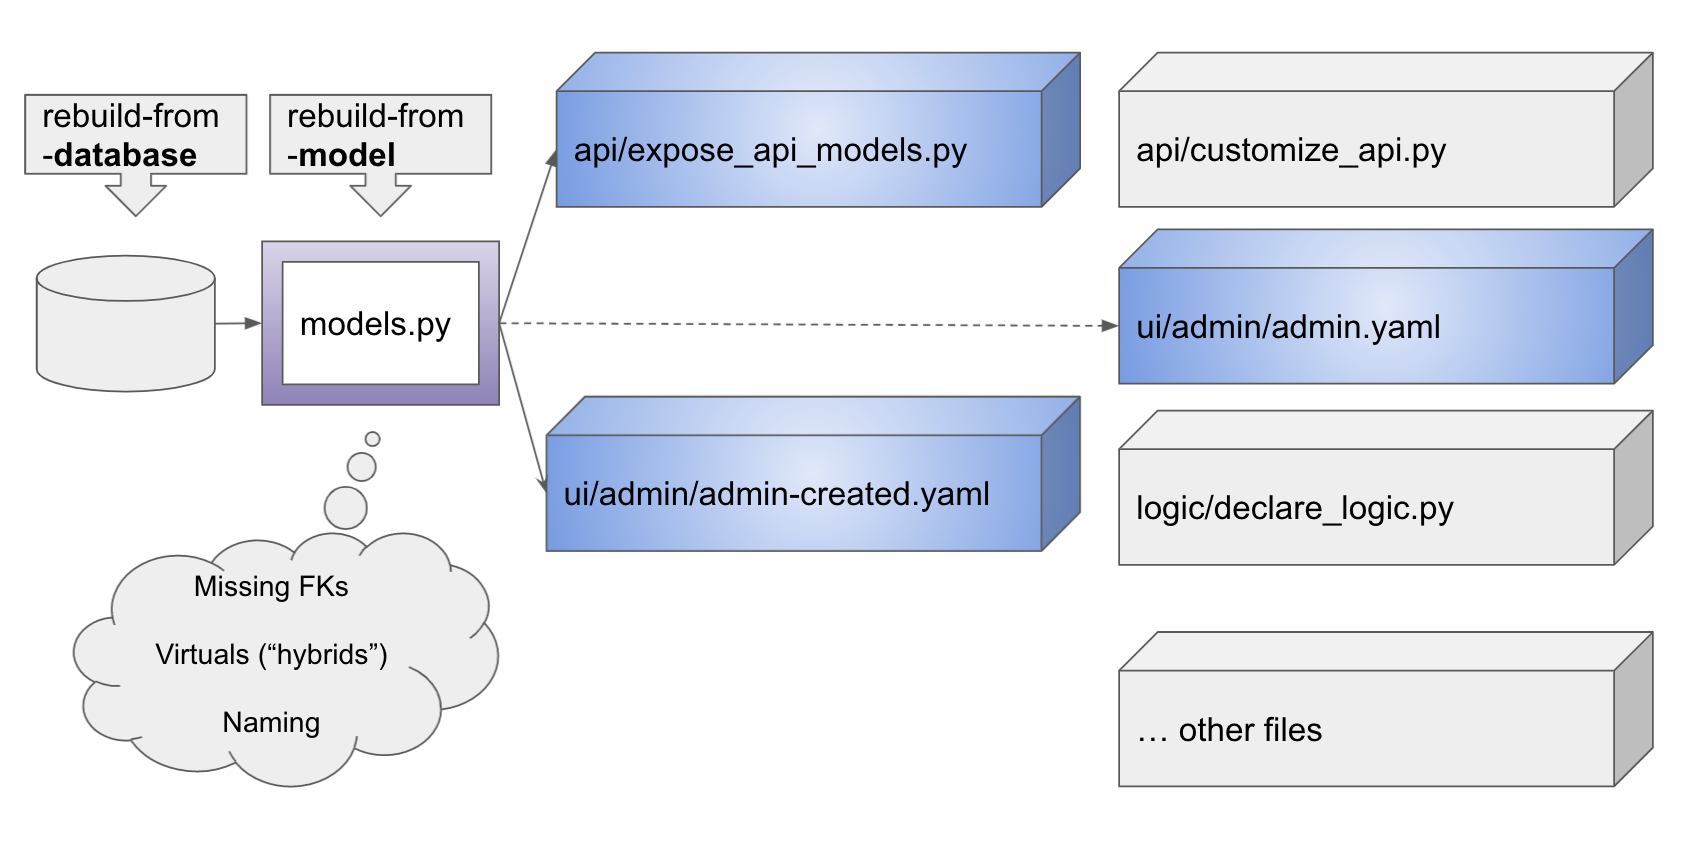 rebuild-from
-database
rebuild-from
-model
api/expose_api_models.py
api/customize_api.py
models.py
ui/admin/admin.yaml
ui/admin/admin-created.yaml
logic/declare_logic.py
Missing FKs
Virtuals (“hybrids”)
Naming
… other files